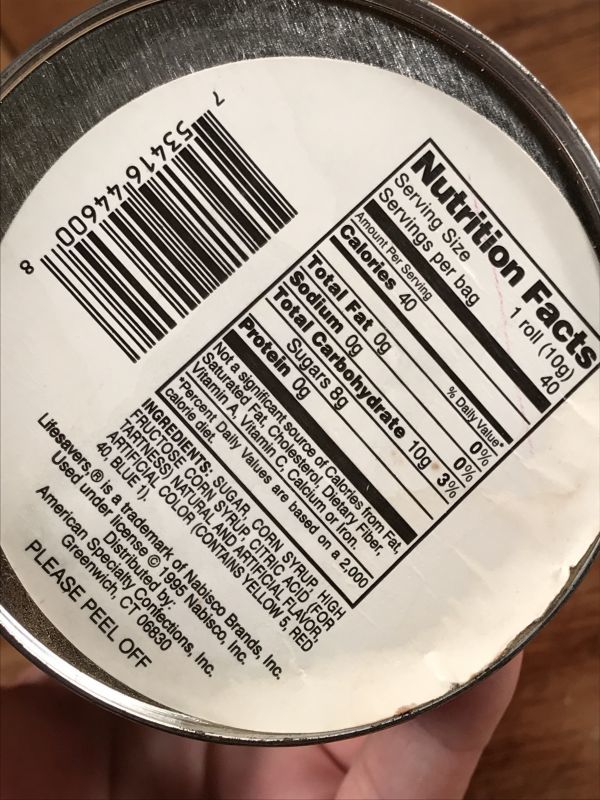 7 53416 44600 8
Nutrition Facts
Serving Size 1 roll (10g)
Servings per bag 40
Amount Per Serving
Calories 40
% Daily Value*
Total Fat 0g 0%
Sodium 0g 0%
Total Carbohydrate 10g 3%
Sugars 8g
Protein 0g
Not a significant source of Calories from Fat,
Saturated Fat, Cholesterol, Dietary Fiber,
Vitamin A, Vitamin C, Calcium or Iron.
*Percent Daily Values are based on a 2,000
calorie diet.
INGREDIENTS: SUGAR, CORN SYRUP, HIGH
FRUCTOSE CORN SYRUP, CITRIC ACID (FOR
TARTNESS), NATURAL AND ARTIFICIAL FLAVOR,
ARTIFICIAL COLOR (CONTAINS YELLOW 5, RED
40, BLUE 1).
Lifesavers ® is a trademark of Nabisco Brands, Inc.
Used under license © 1995 Nabisco, Inc.
Distributed by:
American Specialty Confections, Inc.
Greenwich, CT 06830
PLEASE PEEL OFF